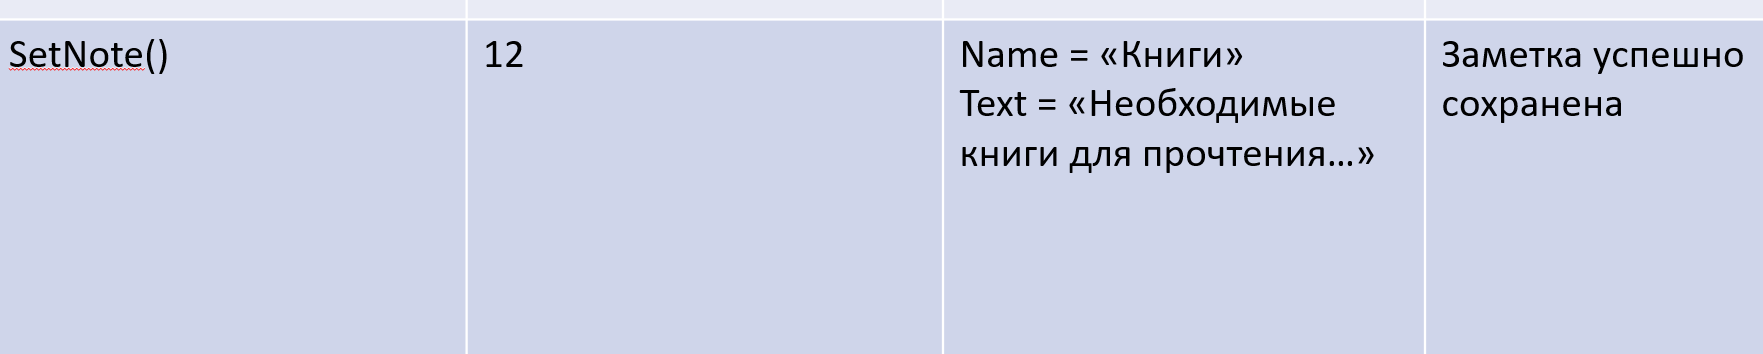 SetNote()
12
Name = «Книги»
Text = «Необходимые
книги для прочтения…»
Заметка успешно
сохранена